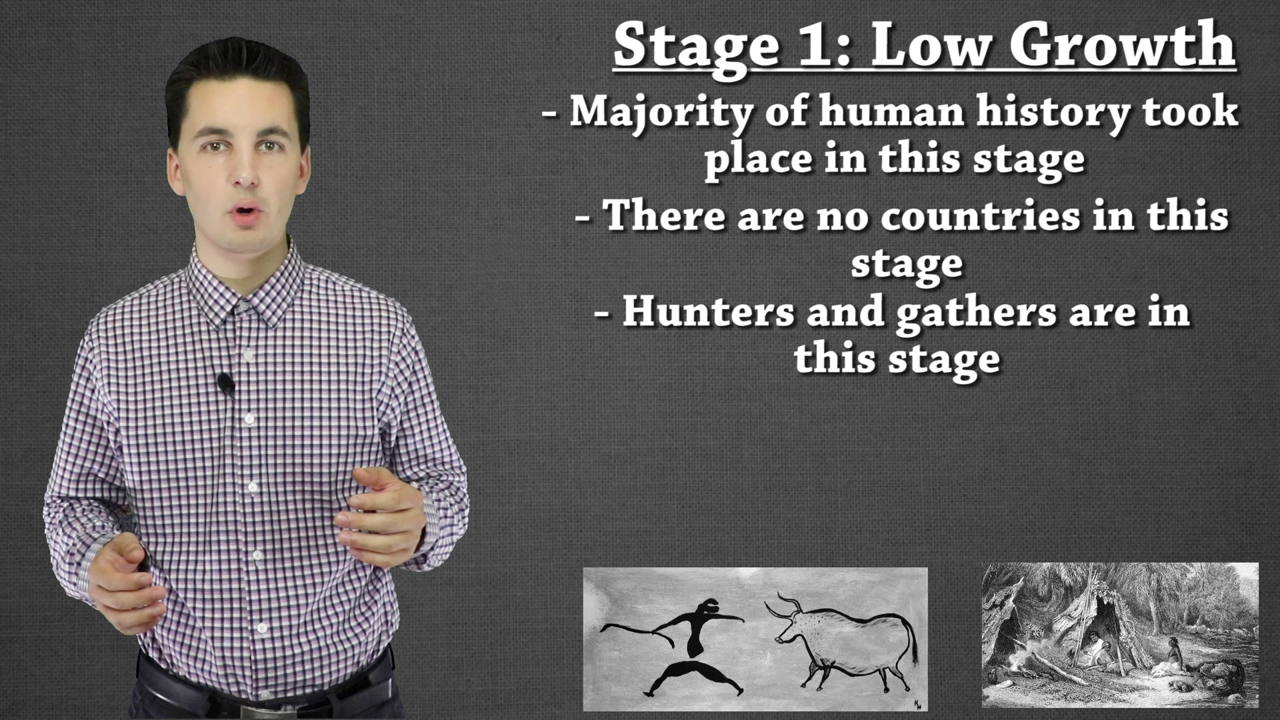 Stage 1: Low Growth
- Majority of human history took
place in this stage
- There are no countries in this
stage
- Hunters and gathers are in
this stage